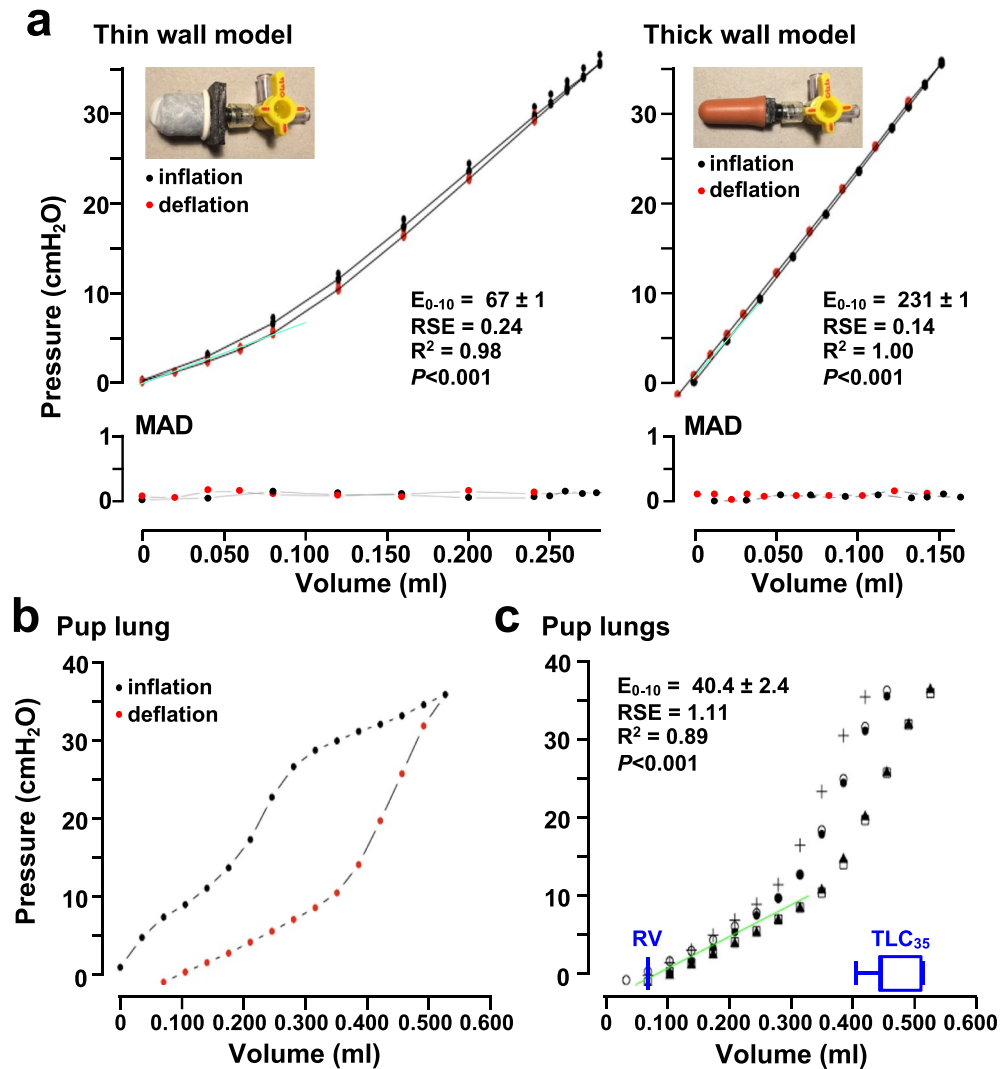 a
Thin wall model
Thick wall model
Pressure (cmH₂O)
30
20
10
0
inflation
deflation
E₀₋₁₀ = 67 ± 1
RSE = 0.24
R² = 0.98
P<0.001
30
20
10
0
inflation
deflation
E₀₋₁₀ = 231 ± 1
RSE = 0.14
R² = 1.00
P<0.001
MAD
1
0
MAD
1
0
0 0.050 0.100 0.150 0.200 0.250
Volume (ml)
0 0.050 0.100 0.150
Volume (ml)
b
Pup lung
Pressure (cmH₂O)
40
30
20
10
0
inflation
deflation
0 0.100 0.200 0.300 0.400 0.500 0.600
Volume (ml)
c
Pup lungs
40
30
20
10
0
E₀₋₁₀ = 40.4 ± 2.4
RSE = 1.11
R² = 0.89
P<0.001
RV
TLC₃₅
0 0.100 0.200 0.300 0.400 0.500 0.600
Volume (ml)